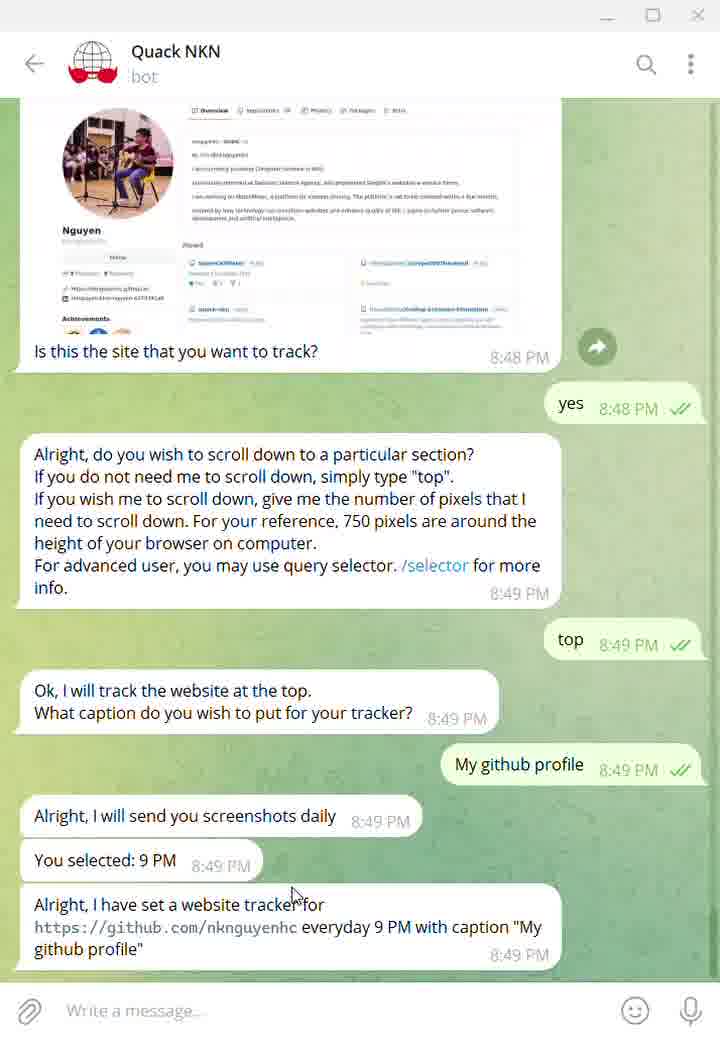 Quack NKN
bot
Overview
Nguyen
Follow
Achievements
Is this the site that you want to track?
8:48 PM
yes
8:48 PM
Alright, do you wish to scroll down to a particular section?
If you do not need me to scroll down, simply type "top".
If you wish me to scroll down, give me the number of pixels that I
need to scroll down. For your reference, 750 pixels are around the
height of your browser on computer.
For advanced user, you may use query selector. /selector for more
info.
8:49 PM
top
8:49 PM
Ok, I will track the website at the top.
What caption do you wish to put for your tracker?
8:49 PM
My github profile
8:49 PM
Alright, I will send you screenshots daily
8:49 PM
You selected: 9 PM
8:49 PM
Alright, I have set a website tracker for
https://github.com/nknguyenhc everyday 9 PM with caption "My
github profile"
8:49 PM
Write a message...